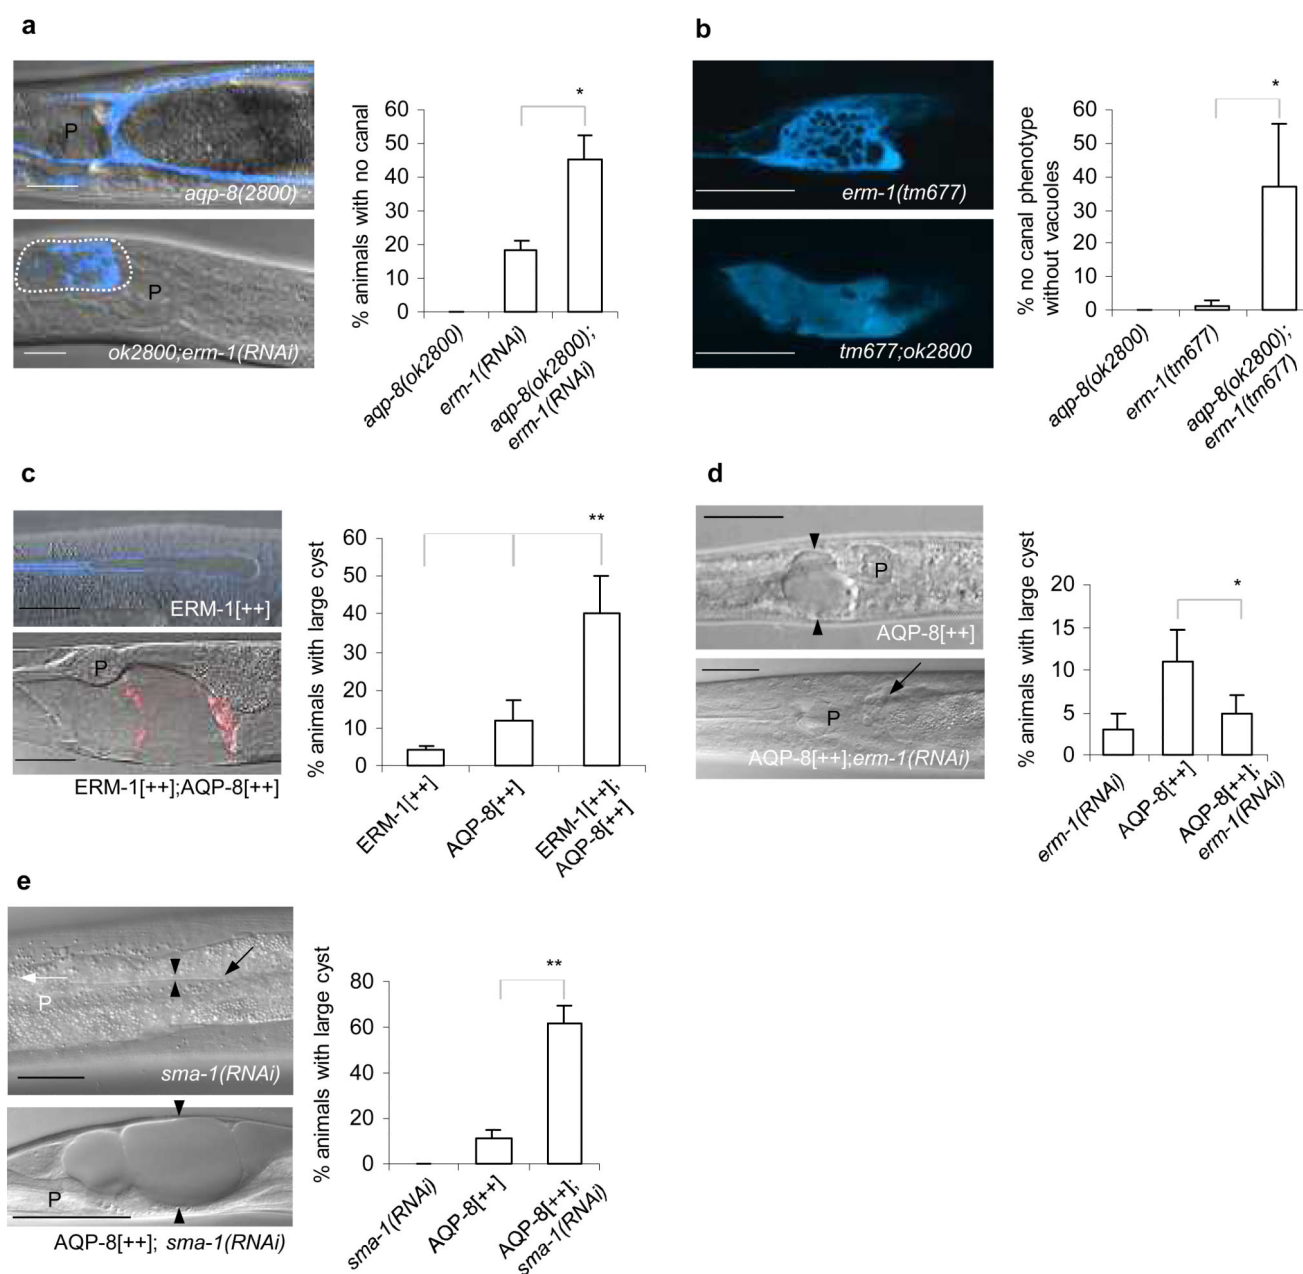 a
P
aqp-8(2800)
P
ok2800;erm-1(RNAi)
% animals with no canal
60
50
40
30
20
10
0
*
aqp-8(ok2800)
erm-1(RNAi)
aqp-8(ok2800);
erm-1(RNAi)
b
erm-1(tm677)
tm677;ok2800
% no canal phenotype
without vacuoles
60
50
40
30
20
10
0
*
aqp-8(ok2800)
erm-1(tm677)
aqp-8(ok2800);
erm-1(tm677)
c
ERM-1[++]
P
ERM-1[++];AQP-8[++]
% animals with large cyst
60
50
40
30
20
10
0
**
ERM-1[++]
AQP-8[++]
ERM-1[++];
AQP-8[++]
d
P
AQP-8[++]
P
AQP-8[++];erm-1(RNAi)
% animals with large cyst
20
15
10
5
0
*
erm-1(RNAi)
AQP-8[++]
AQP-8[++];
erm-1(RNAi)
e
P
sma-1(RNAi)
P
AQP-8[++]; sma-1(RNAi)
% animals with large cyst
80
60
40
20
0
**
sma-1(RNAi)
AQP-8[++]
AQP-8[++];
sma-1(RNAi)